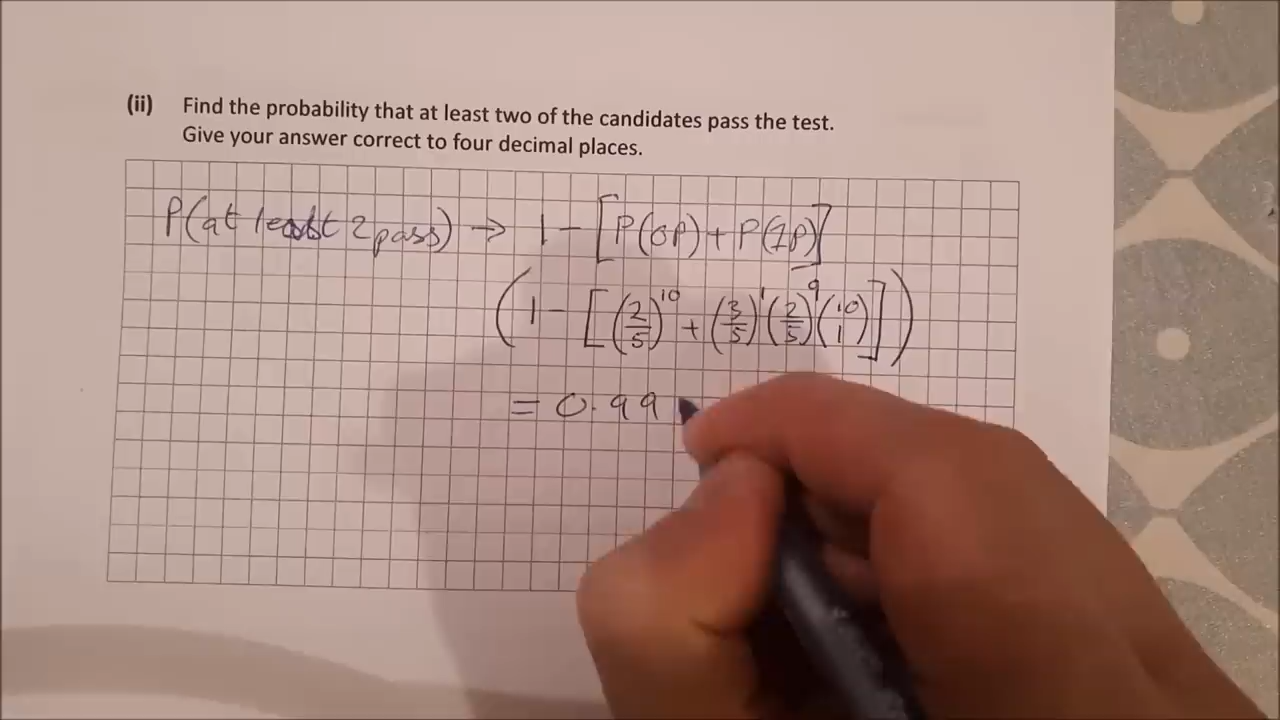 (ii) Find the probability that at least two of the candidates pass the test.
Give your answer correct to four decimal places.
P(at least 2 pass) → 1 - [P(0P) + P(1P)]
(1 - [(2/5)^10 + (3/5)^1 (2/5)^9 (10 1)])
= 0.99